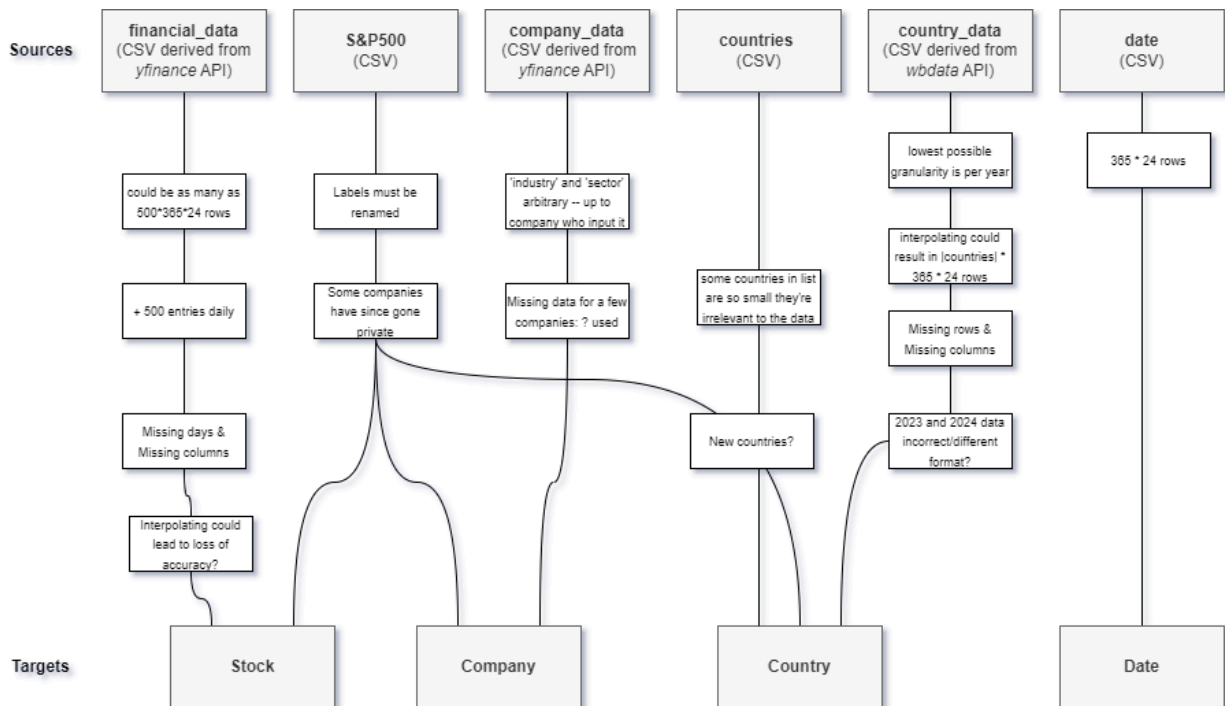 Sources
financial_data
(CSV derived from
yfinance API)
S&P500
(CSV)
company_data
(CSV derived from
yfinance API)
countries
(CSV)
country_data
(CSV derived from
wbdata API)
date
(CSV)
could be as many as
500*365*24 rows
+ 500 entries daily
Missing days &
Missing columns
Interpolating could
lead to loss of
accuracy?
Labels must be
renamed
Some companies
have since gone
private
'industry' and 'sector'
arbitrary -- up to
company who input it
Missing data for a few
companies: ? used
some countries in list
are so small they're
irrelevant to the data
New countries?
lowest possible
granularity is per year
interpolating could
result in |countries| *
365 * 24 rows
Missing rows &
Missing columns
2023 and 2024 data
incorrect/different
format?
365 * 24 rows
Targets
Stock
Company
Country
Date